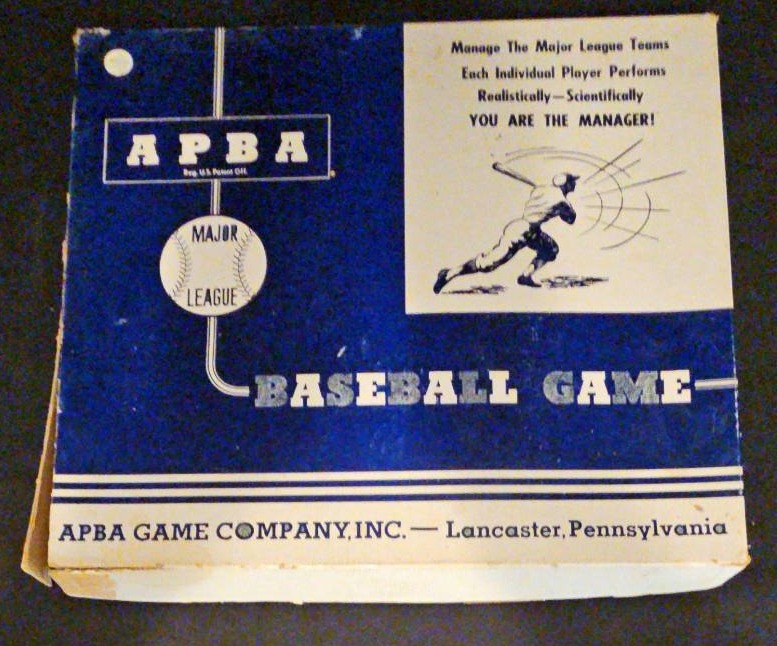 Manage The Major League Teams
Each Individual Player Performs
Realistically—Scientifically
YOU ARE THE MANAGER!
APBA
Reg. U.S. Patent Off.
MAJOR
LEAGUE
BASEBALL GAME
APBA GAME COMPANY, INC. — Lancaster, Pennsylvania